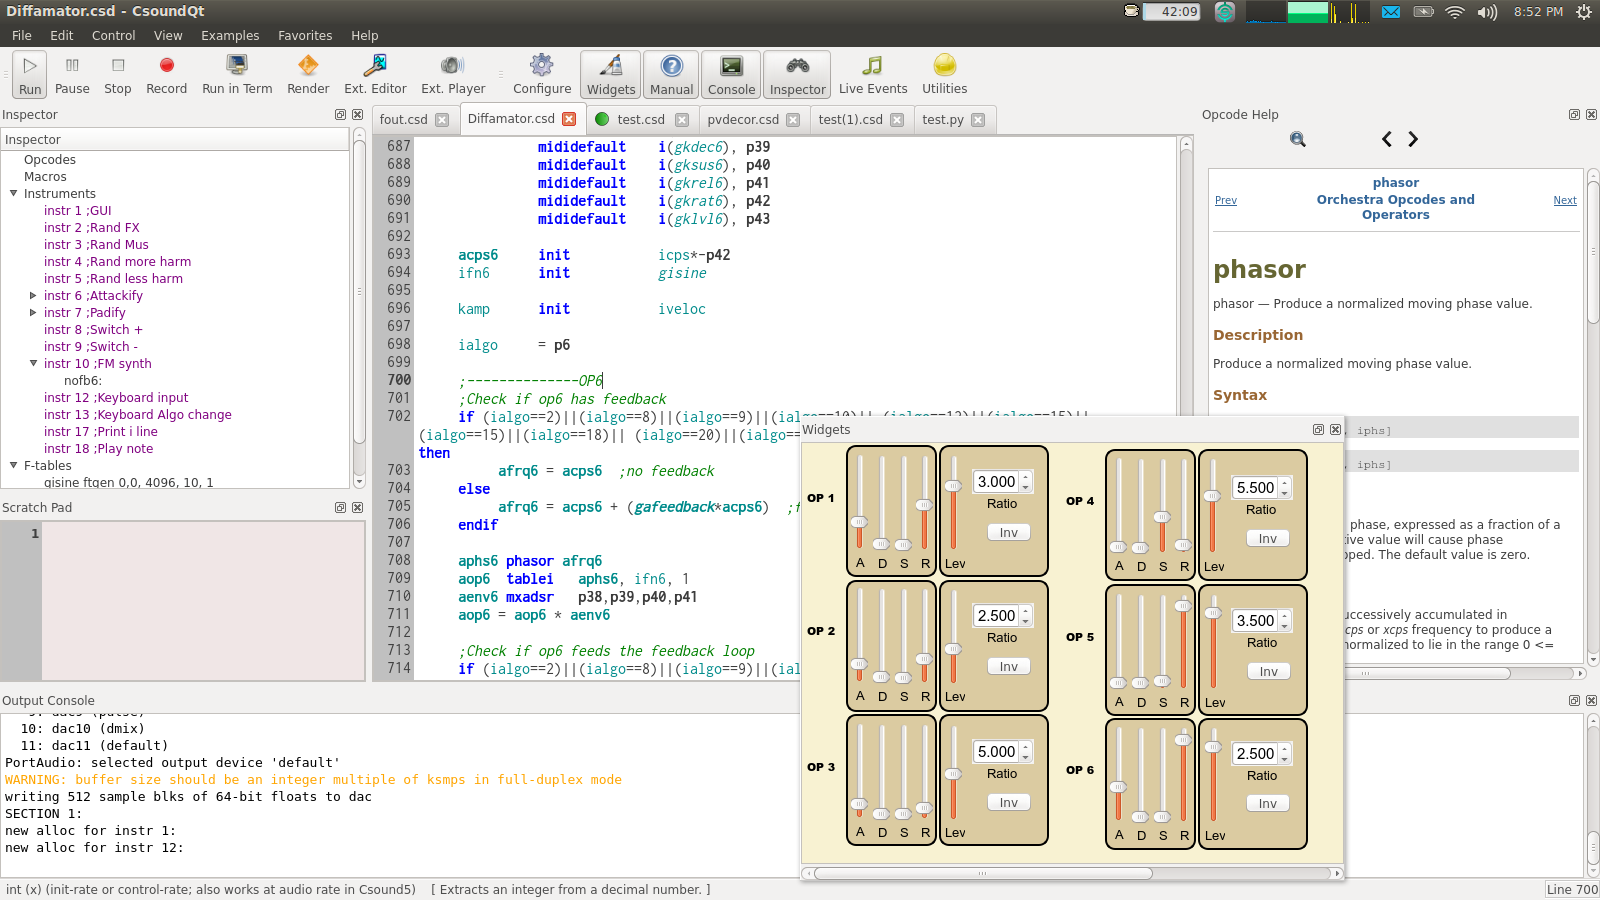 Diffamator.csd - CsoundQt
42:09
8:52 PM
File Edit Control View Examples Favorites Help
Run Pause Stop Record Run in Term Render Ext. Editor Ext. Player Configure Widgets Manual Console Inspector Live Events Utilities
Inspector
Inspector
Opcodes
Macros
Instruments
instr 1 ;GUI
instr 2 ;Rand FX
instr 3 ;Rand Mus
instr 4 ;Rand more harm
instr 5 ;Rand less harm
instr 6 ;Attackify
instr 7 ;Padify
instr 8 ;Switch +
instr 9 ;Switch -
instr 10 ;FM synth
nofb6:
instr 12 ;Keyboard input
instr 13 ;Keyboard Algo change
instr 17 ;Print i line
instr 18 ;Play note
F-tables
gisine ftgen 0,0, 4096, 10, 1
Scratch Pad
1
fout.csd Diffamator.csd test.csd pvdecor.csd test(1).csd test.py
687 mididefault i(gkdec6), p39
688 mididefault i(gksus6), p40
689 mididefault i(gkrel6), p41
690 mididefault i(gkrat6), p42
691 mididefault i(gklvl6), p43
692
693 acps6 init icps*-p42
694 ifn6 init gisine
695
696 kamp init iveloc
697
698 ialgo = p6
699
700 ;--------------OP6
701 ;Check if op6 has feedback
702 if (ialgo==2)||(ialgo==8)||(ialgo==9)||(ialgo==10)|| (ialgo==12)||(ialgo==15)||
(ialgo==15)||(ialgo==18)|| (ialgo==20)||(ialgo==
then
703 afrq6 = acps6 ;no feedback
704 else
705 afrq6 = acps6 + (gafeedback*acps6) ;f
706 endif
707
708 aphs6 phasor afrq6
709 aop6 tablei aphs6, ifn6, 1
710 aenv6 mxadsr p38,p39,p40,p41
711 aop6 = aop6 * aenv6
712
713 ;Check if op6 feeds the feedback loop
714 if (ialgo==2)||(ialgo==8)||(ialgo==9)||(ial
Opcode Help
phasor
Prev Orchestra Opcodes and Next
Operators
phasor
phasor — Produce a normalized moving phase value.
Description
Produce a normalized moving phase value.
Syntax
, iphs]
, iphs]
phase, expressed as a fraction of a
tive value will cause phase
pped. The default value is zero.
uccessively accumulated in
cps or xcps frequency to produce a
normalized to lie in the range 0 <=
Widgets
OP 1
A D S R Lev
3.000
Ratio
Inv
OP 4
A D S R Lev
5.500
Ratio
Inv
OP 2
A D S R Lev
2.500
Ratio
Inv
OP 5
A D S R Lev
3.500
Ratio
Inv
OP 3
A D S R Lev
5.000
Ratio
Inv
OP 6
A D S R Lev
2.500
Ratio
Inv
Output Console
9: dac9 (pulse)
10: dac10 (dmix)
11: dac11 (default)
PortAudio: selected output device 'default'
WARNING: buffer size should be an integer multiple of ksmps in full-duplex mode
writing 512 sample blks of 64-bit floats to dac
SECTION 1:
new alloc for instr 1:
new alloc for instr 12:
int (x) (init-rate or control-rate; also works at audio rate in Csound5) [ Extracts an integer from a decimal number. ]
Line 700